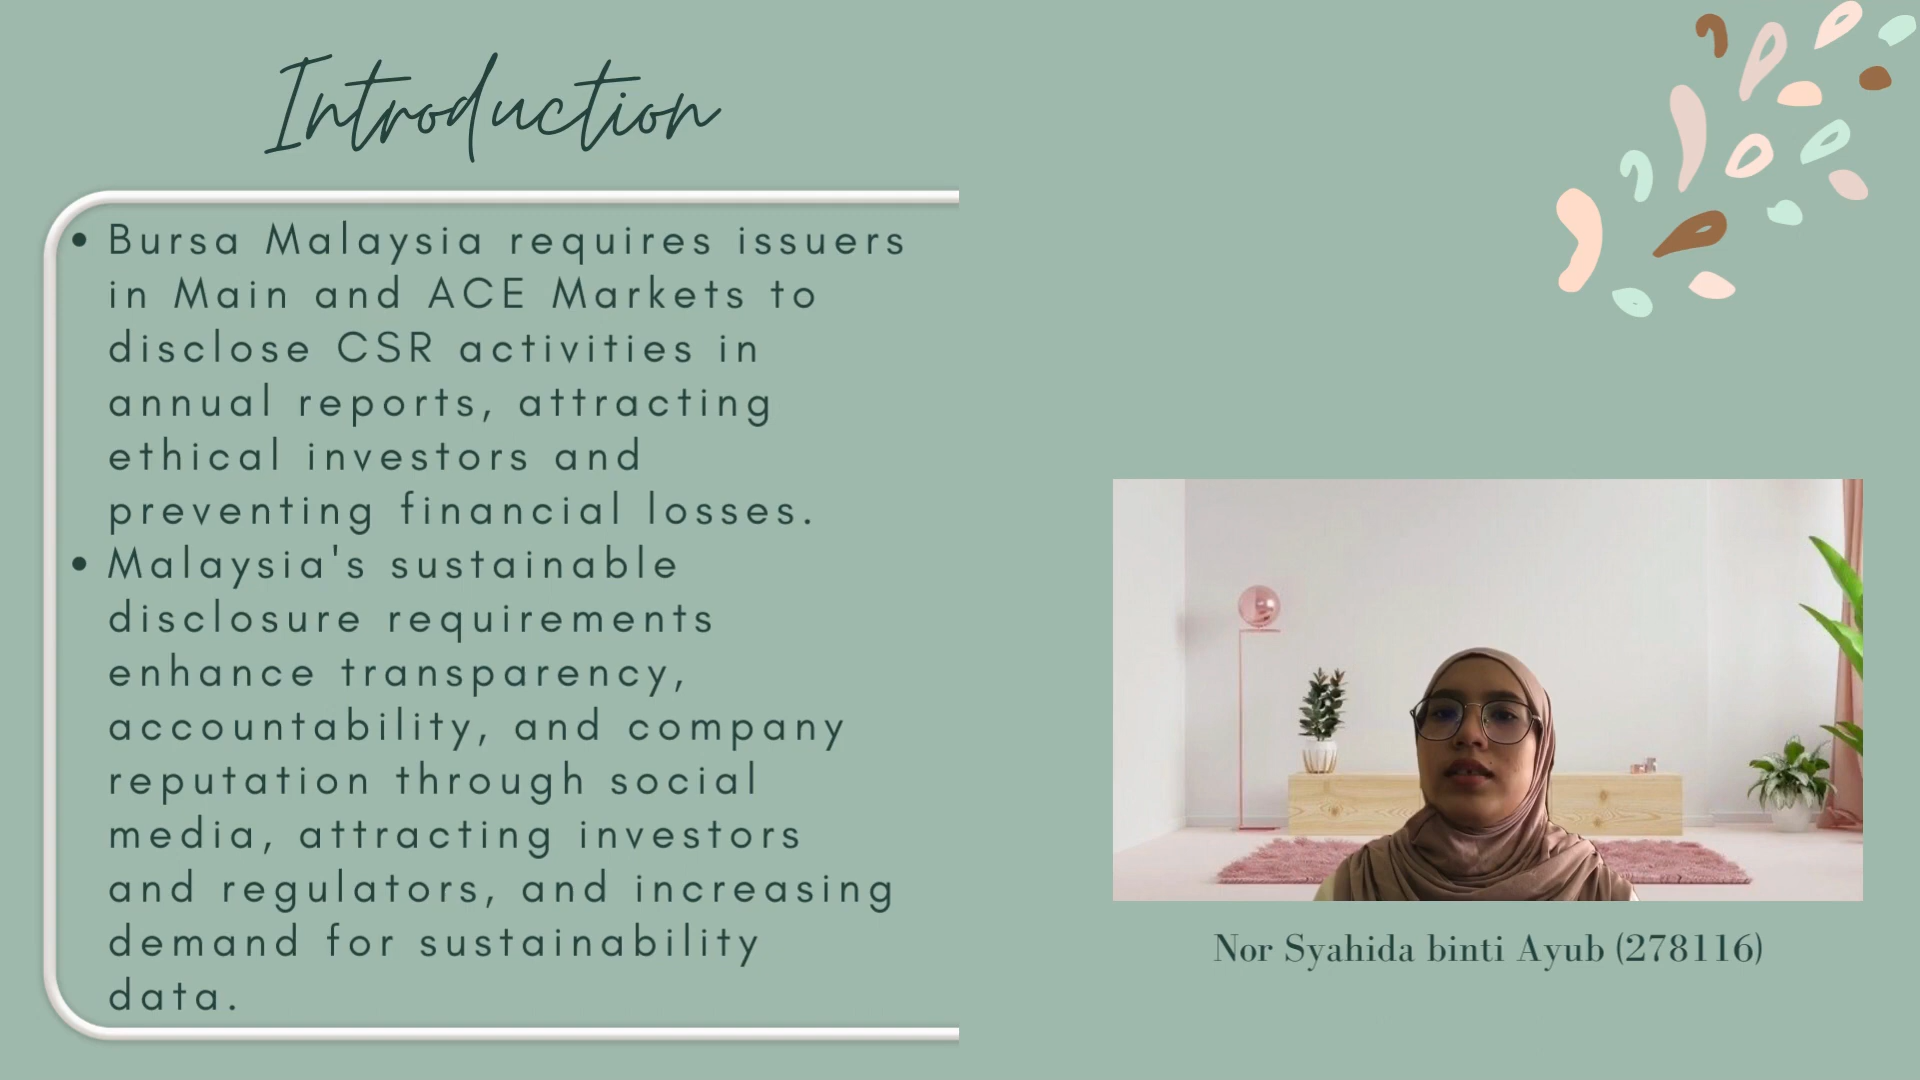 Introduction
• Bursa Malaysia requires issuers
in Main and ACE Markets to
disclose CSR activities in
annual reports, attracting
ethical investors and
preventing financial losses.
• Malaysia's sustainable
disclosure requirements
enhance transparency,
accountability, and company
reputation through social
media, attracting investors
and regulators, and increasing
demand for sustainability
data.
Nor Syahida binti Ayub (278116)